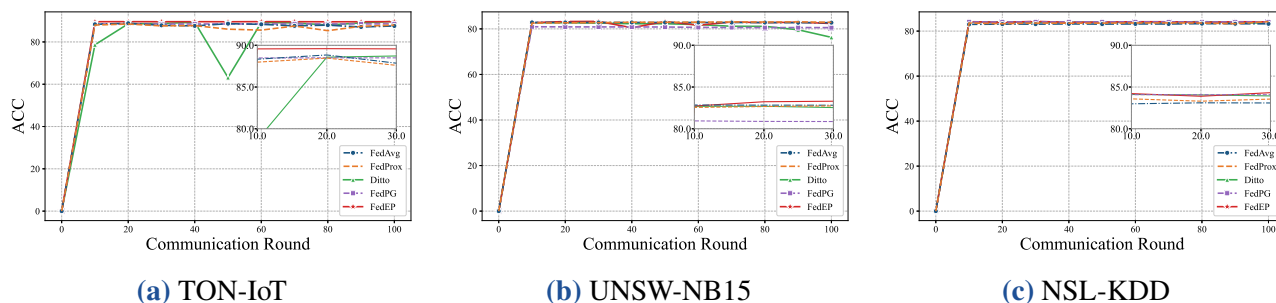 ACC
80
60
40
20
0
90.0
85.0
80.0
10.0 20.0 30.0
FedAvg
FedProx
Ditto
FedPG
FedEP
0 20 40 60 80 100
Communication Round
(a) TON-IoT
ACC
80
60
40
20
0
90.0
85.0
80.0
10.0 20.0 30.0
FedAvg
FedProx
Ditto
FedPG
FedEP
0 20 40 60 80 100
Communication Round
(b) UNSW-NB15
ACC
80
60
40
20
0
90.0
85.0
80.0
10.0 20.0 30.0
FedAvg
FedProx
Ditto
FedPG
FedEP
0 20 40 60 80 100
Communication Round
(c) NSL-KDD